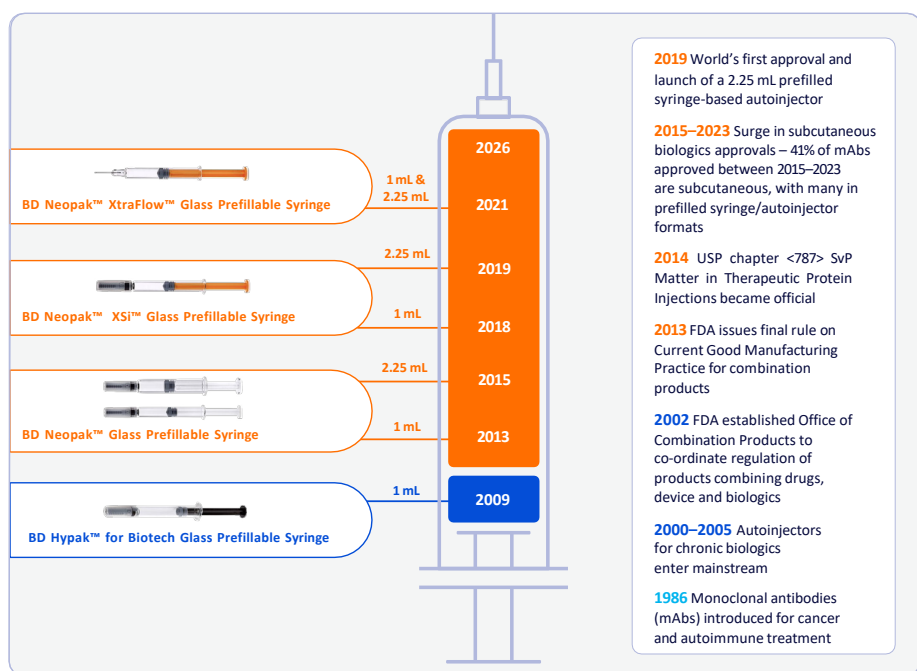 2026
1 mL &
2.25 mL
2021
BD Neopak™ XtraFlow™ Glass Prefillable Syringe
2.25 mL
2019
BD Neopak™ XSi™ Glass Prefillable Syringe
1 mL
2018
2.25 mL
2015
BD Neopak™ Glass Prefillable Syringe
1 mL
2013
1 mL
2009
BD Hypak™ for Biotech Glass Prefillable Syringe
2019 World’s first approval and
launch of a 2.25 mL prefilled
syringe-based autoinjector
2015–2023 Surge in subcutaneous
biologics approvals – 41% of mAbs
approved between 2015–2023
are subcutaneous, with many in
prefilled syringe/autoinjector
formats
2014 USP chapter <787> SvP
Matter in Therapeutic Protein
Injections became official
2013 FDA issues final rule on
Current Good Manufacturing
Practice for combination
products
2002 FDA established Office of
Combination Products to
co-ordinate regulation of
products combining drugs,
device and biologics
2000–2005 Autoinjectors
for chronic biologics
enter mainstream
1986 Monoclonal antibodies
(mAbs) introduced for cancer
and autoimmune treatment